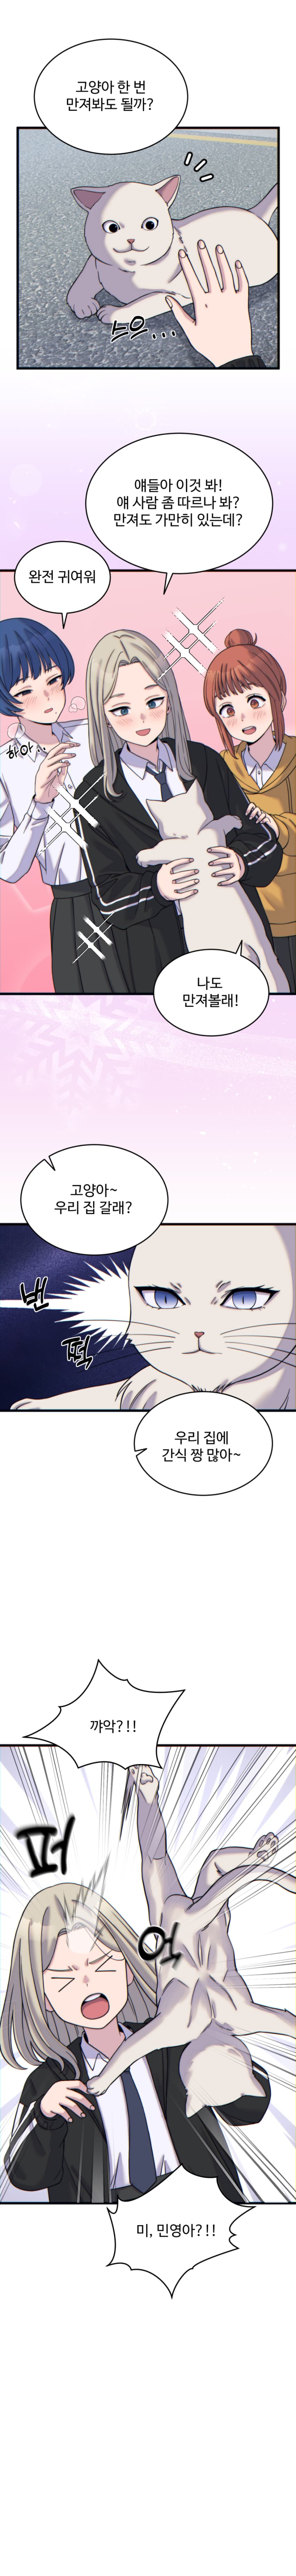 고양아 한 번
만져봐도 될까?
스으...
얘들아 이것 봐!
얘 사람 좀 따르나 봐?
만져도 가만히 있는데?
완전 귀여워
하아..
나도
만져볼래!
고양아~
우리 집 갈래?
번
쩍
우리 집에
간식 짱 많아~
꺄악?!!
퍼
억
미, 민영아?!!